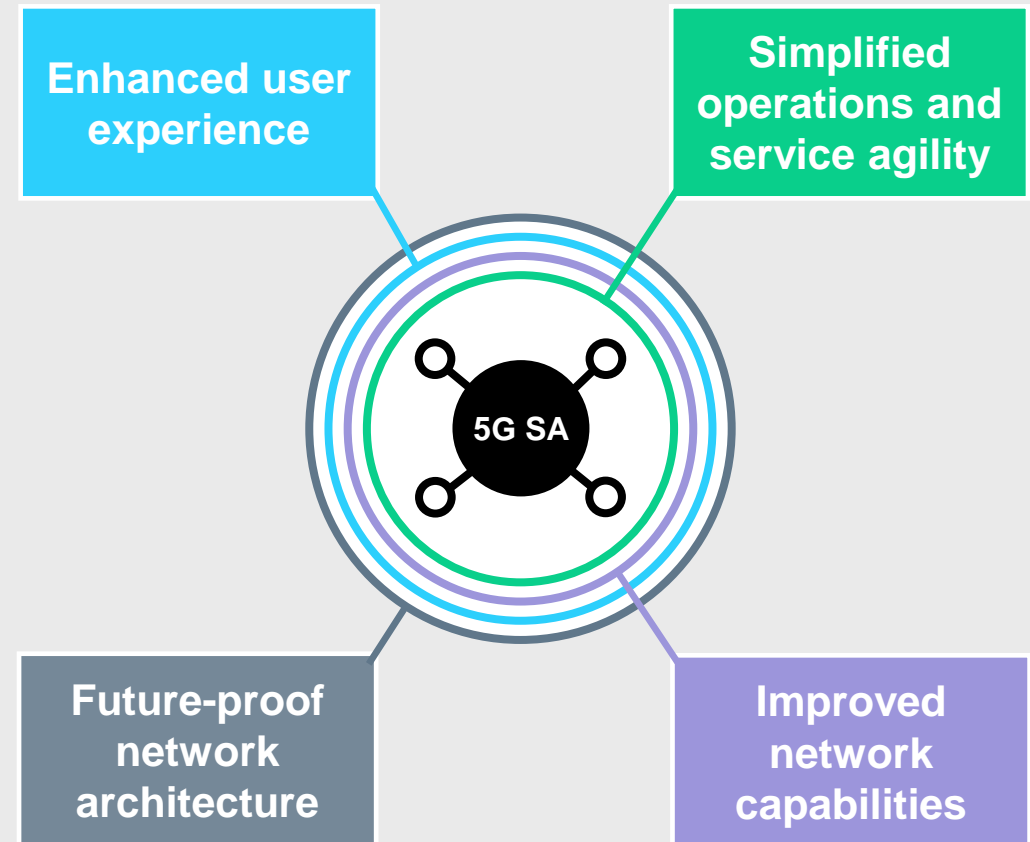 Enhanced user
experience
Simplified
operations and
service agility
5G SA
Future-proof
network
architecture
Improved
network
capabilities